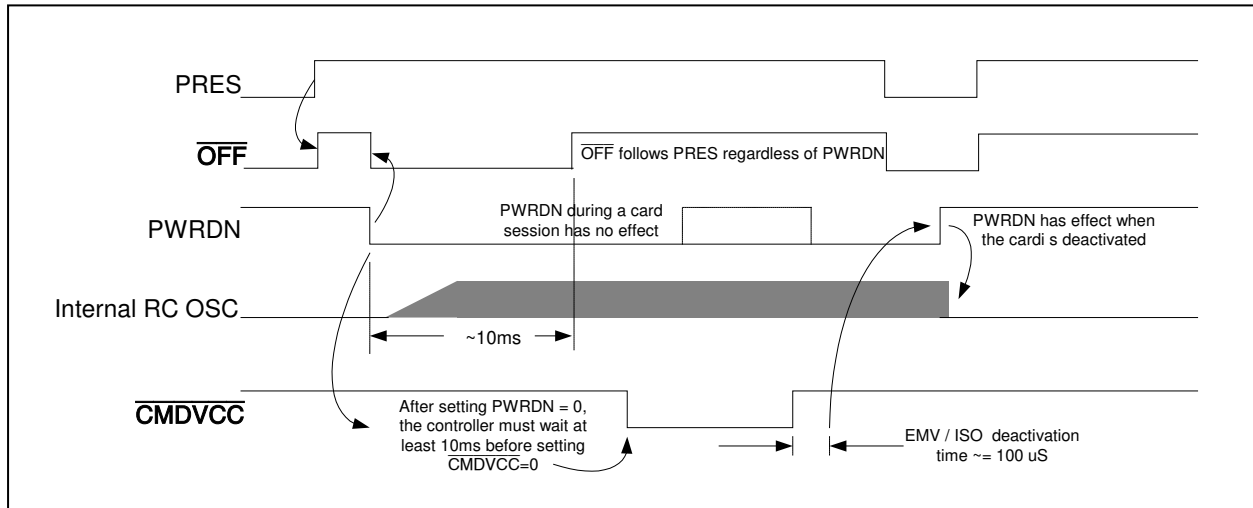 PRES
OFF
OFF follows PRES regardless of PWRDN
PWRDN
PWRDN during a card
session has no effect
PWRDN has effect when
the cardi s deactivated
Internal RC OSC
~10ms
CMDVCC
After setting PWRDN = 0,
the controller must wait at
least 10ms before setting
CMDVCC=0
EMV / ISO deactivation
time ~= 100 uS